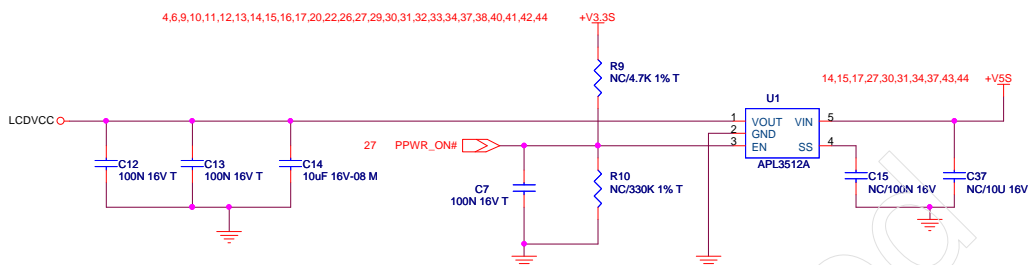 4,6,9,10,11,12,13,14,15,16,17,20,22,26,27,29,30,31,32,33,34,37,38,40,41,42,44 +V3.3S
R9
NC/4.7K 1% T
14,15,17,27,30,31,34,37,43,44 +V5S
U1
LCDVCC
1 VOUT VIN 5
2 GND
3 EN SS 4
APL3512A
27 PPWR_ON#
C12
100N 16V T
C13
100N 16V T
C14
10uF 16V-08 M
C7
100N 16V T
R10
NC/330K 1% T
C15
NC/100N 16V
C37
NC/10U 16V